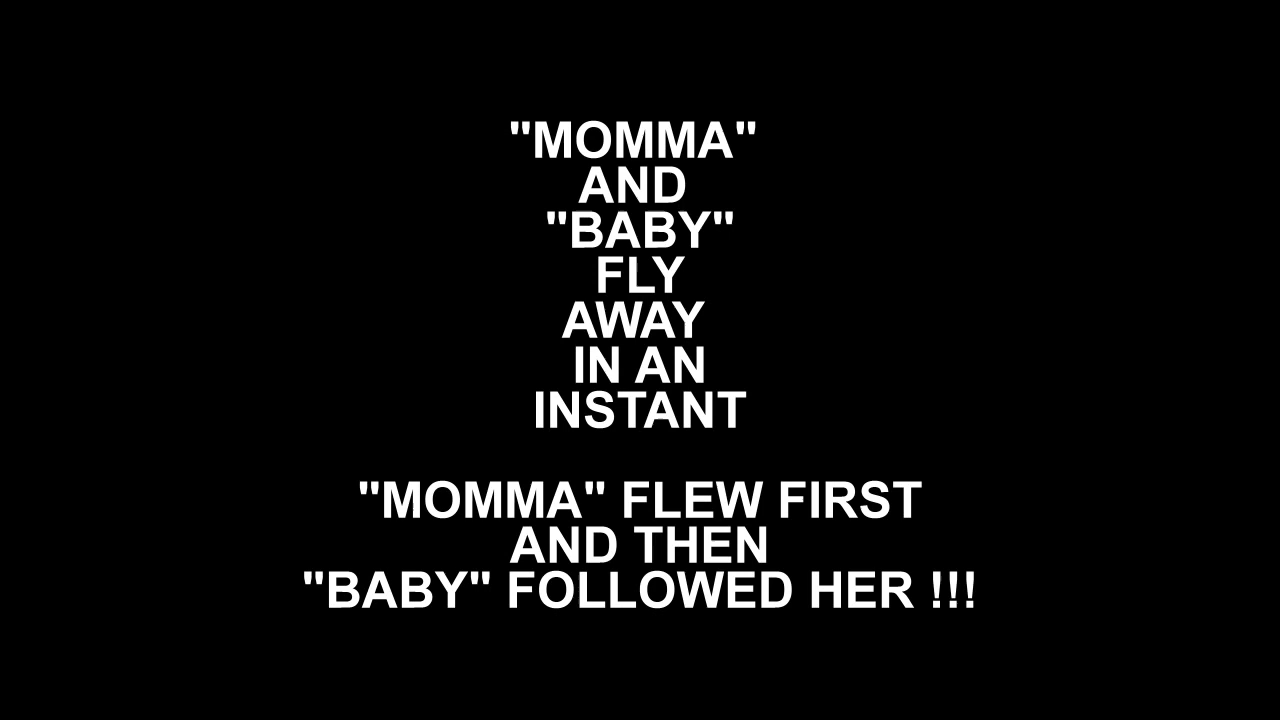 "MOMMA"
AND
"BABY"
FLY
AWAY
IN AN
INSTANT
"MOMMA" FLEW FIRST
AND THEN
"BABY" FOLLOWED HER !!!